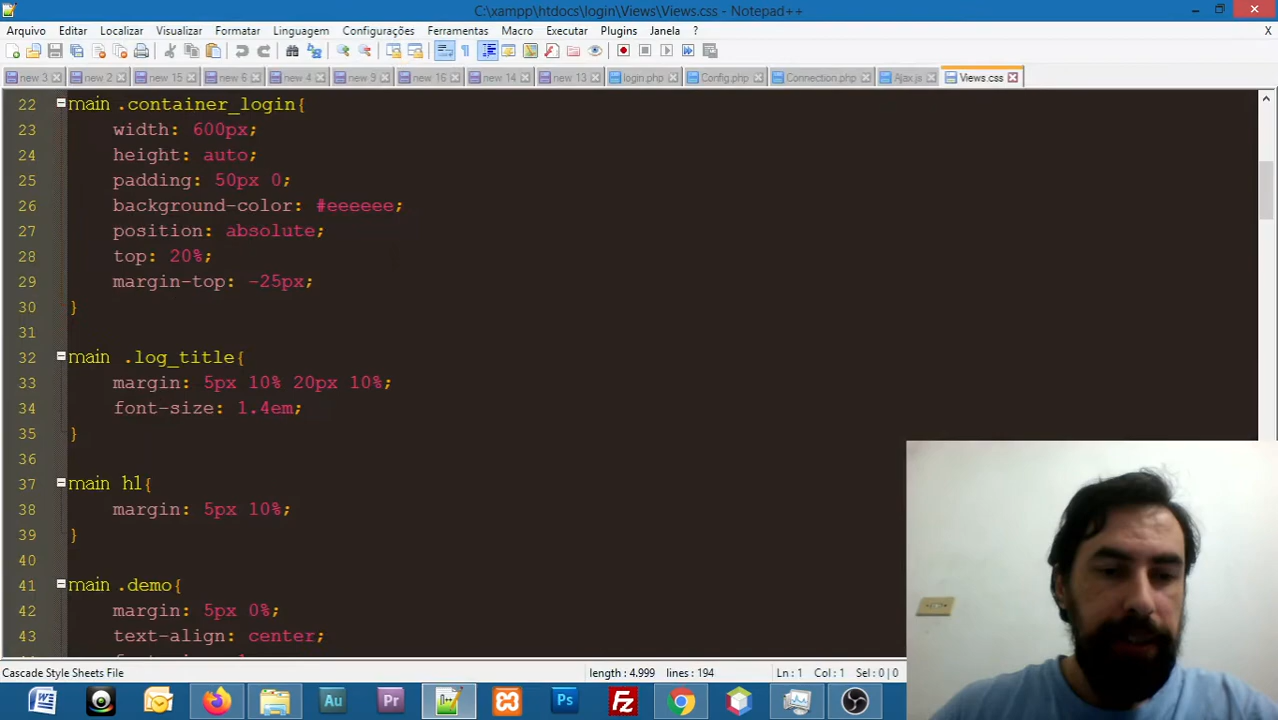 C:\xampp\htdocs\login\Views\Views.css - Notepad++
Arquivo Editar Localizar Visualizar Formatar Linguagem Configurações Ferramentas Macro Executar Plugins Janela ? X
new 3 new 2 new 15 new 6 new 4 new 9 new 16 new 14 new 13 login.php Config.php Connection.php Ajax.js Views.css
22 main .container_login{
23 width: 600px;
24 height: auto;
25 padding: 50px 0;
26 background-color: #eeeeee;
27 position: absolute;
28 top: 20%;
29 margin-top: -25px;
30 }
31
32 main .log_title{
33 margin: 5px 10% 20px 10%;
34 font-size: 1.4em;
35 }
36
37 main h1{
38 margin: 5px 10%;
39 }
40
41 main .demo{
42 margin: 5px 0%;
43 text-align: center;
Cascade Style Sheets File length : 4.999 lines : 194 Ln : 1 Col : 1 Sel : 0 | 0
Au Pr Ps Fz